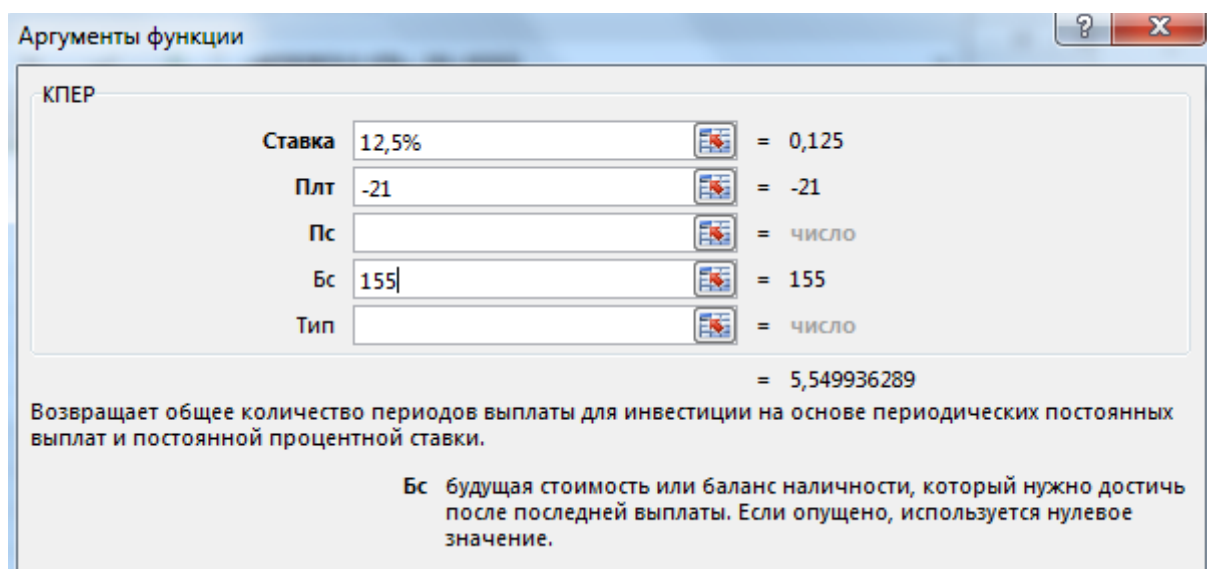 Аргументы функции ?
КПЕР
Ставка 12,5% = 0,125
Плт -21 = -21
Пс = число
Бс 155 = 155
Тип = число
= 5,549936289
Возвращает общее количество периодов выплаты для инвестиции на основе периодических постоянных
выплат и постоянной процентной ставки.
Бс будущая стоимость или баланс наличности, который нужно достичь
после последней выплаты. Если опущено, используется нулевое
значение.